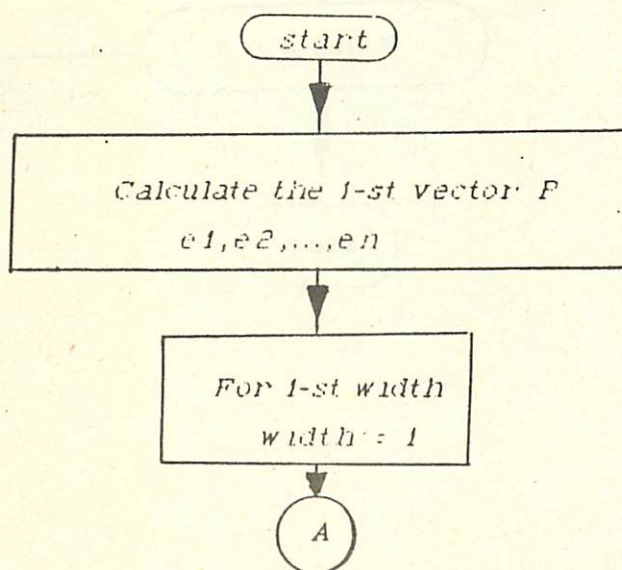 start
Calculate the 1-st vector P
e1,e2,...,en
For 1-st width
width := 1
A